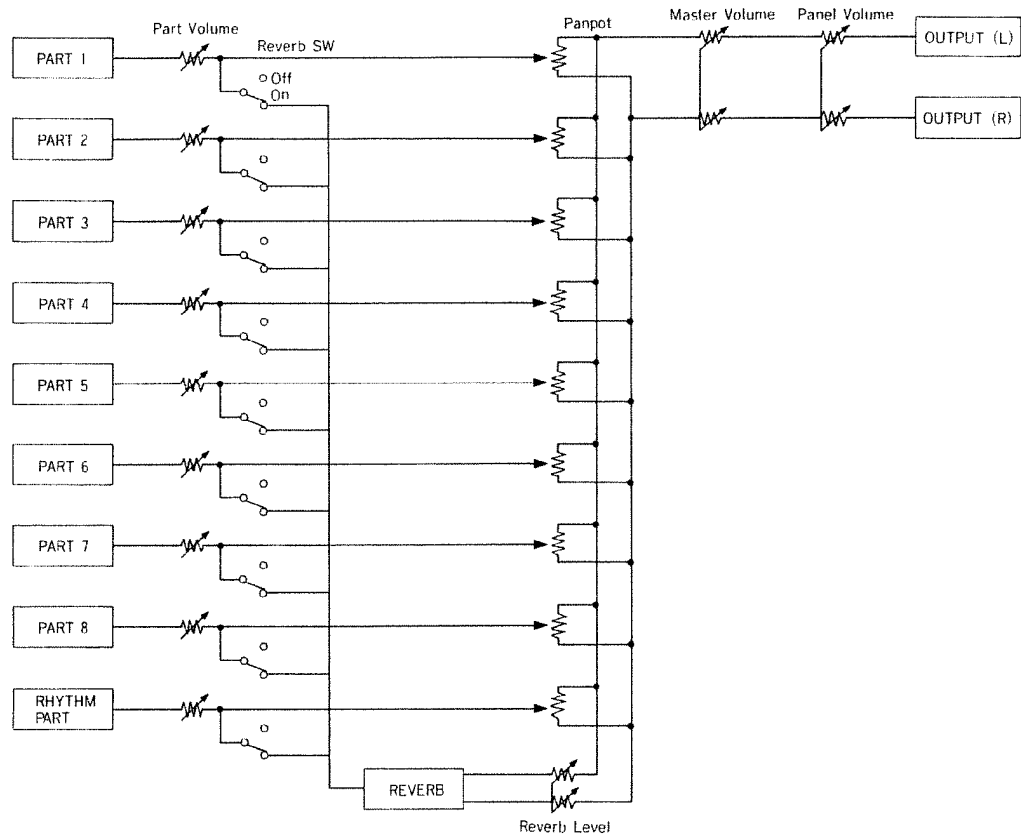 Part Volume
Reverb SW
Panpot
Master Volume
Panel Volume
PART 1
OUTPUT (L)
Off
On
OUTPUT (R)
PART 2
PART 3
PART 4
PART 5
PART 6
PART 7
PART 8
RHYTHM
PART
REVERB
Reverb Level